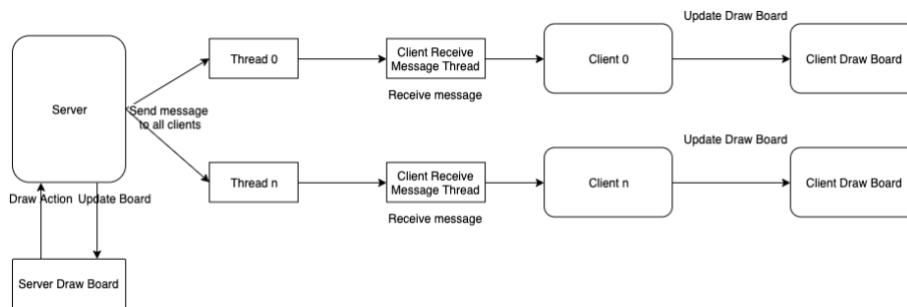 Update Draw Board
Server
Thread 0
Client Receive
Message Thread
Client 0
Client Draw Board
Receive message
Send message
to all clients
Update Draw Board
Thread n
Client Receive
Message Thread
Client n
Client Draw Board
Receive message
Draw Action
Update Board
Server Draw Board